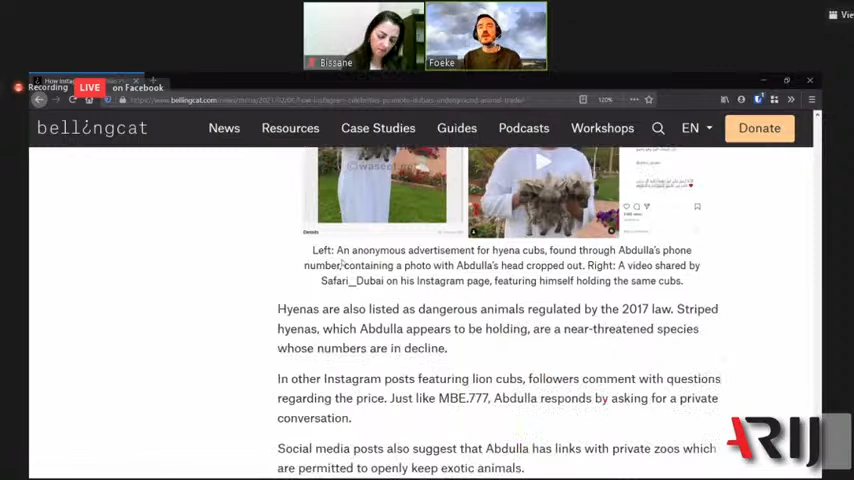 View
Bissane
Foeke
Recording
LIVE
on Facebook
120%
bellingcat
News
Resources
Case Studies
Guides
Podcasts
Workshops
EN
Donate
Left: An anonymous advertisement for hyena cubs, found through Abdulla's phone
number, containing a photo with Abdulla's head cropped out. Right: A video shared by
Safari_Dubai on his Instagram page, featuring himself holding the same cubs.
Hyenas are also listed as dangerous animals regulated by the 2017 law. Striped
hyenas, which Abdulla appears to be holding, are a near-threatened species
whose numbers are in decline.
In other Instagram posts featuring lion cubs, followers comment with questions
regarding the price. Just like MBE.777, Abdulla responds by asking for a private
conversation.
Social media posts also suggest that Abdulla has links with private zoos which
are permitted to openly keep exotic animals.
ARIJ